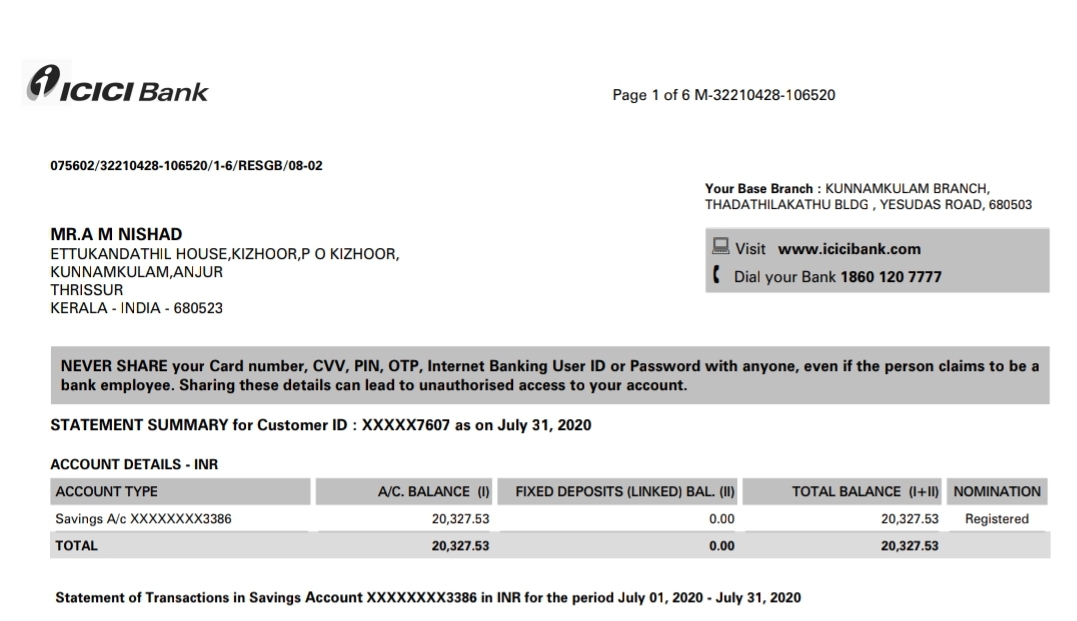 ICICI Bank
Page 1 of 6 M-32210428-106520
075602/32210428-106520/1-6/RESGB/08-02
Your Base Branch : KUNNAMKULAM BRANCH,
THADATHILAKATHU BLDG , YESUDAS ROAD, 680503
MR.A M NISHAD
ETTUKANDATHIL HOUSE,KIZHOOR,P O KIZHOOR,
KUNNAMKULAM,ANJUR
THRISSUR
KERALA - INDIA - 680523
Visit www.icicibank.com
Dial your Bank 1860 120 7777
NEVER SHARE your Card number, CVV, PIN, OTP, Internet Banking User ID or Password with anyone, even if the person claims to be a
bank employee. Sharing these details can lead to unauthorised access to your account.
STATEMENT SUMMARY for Customer ID : XXXXX7607 as on July 31, 2020
ACCOUNT DETAILS - INR
ACCOUNT TYPE A/C. BALANCE (I) FIXED DEPOSITS (LINKED) BAL. (II) TOTAL BALANCE (I+II) NOMINATION
Savings A/c XXXXXXXX3386 20,327.53 0.00 20,327.53 Registered
TOTAL 20,327.53 0.00 20,327.53
Statement of Transactions in Savings Account XXXXXXXX3386 in INR for the period July 01, 2020 - July 31, 2020